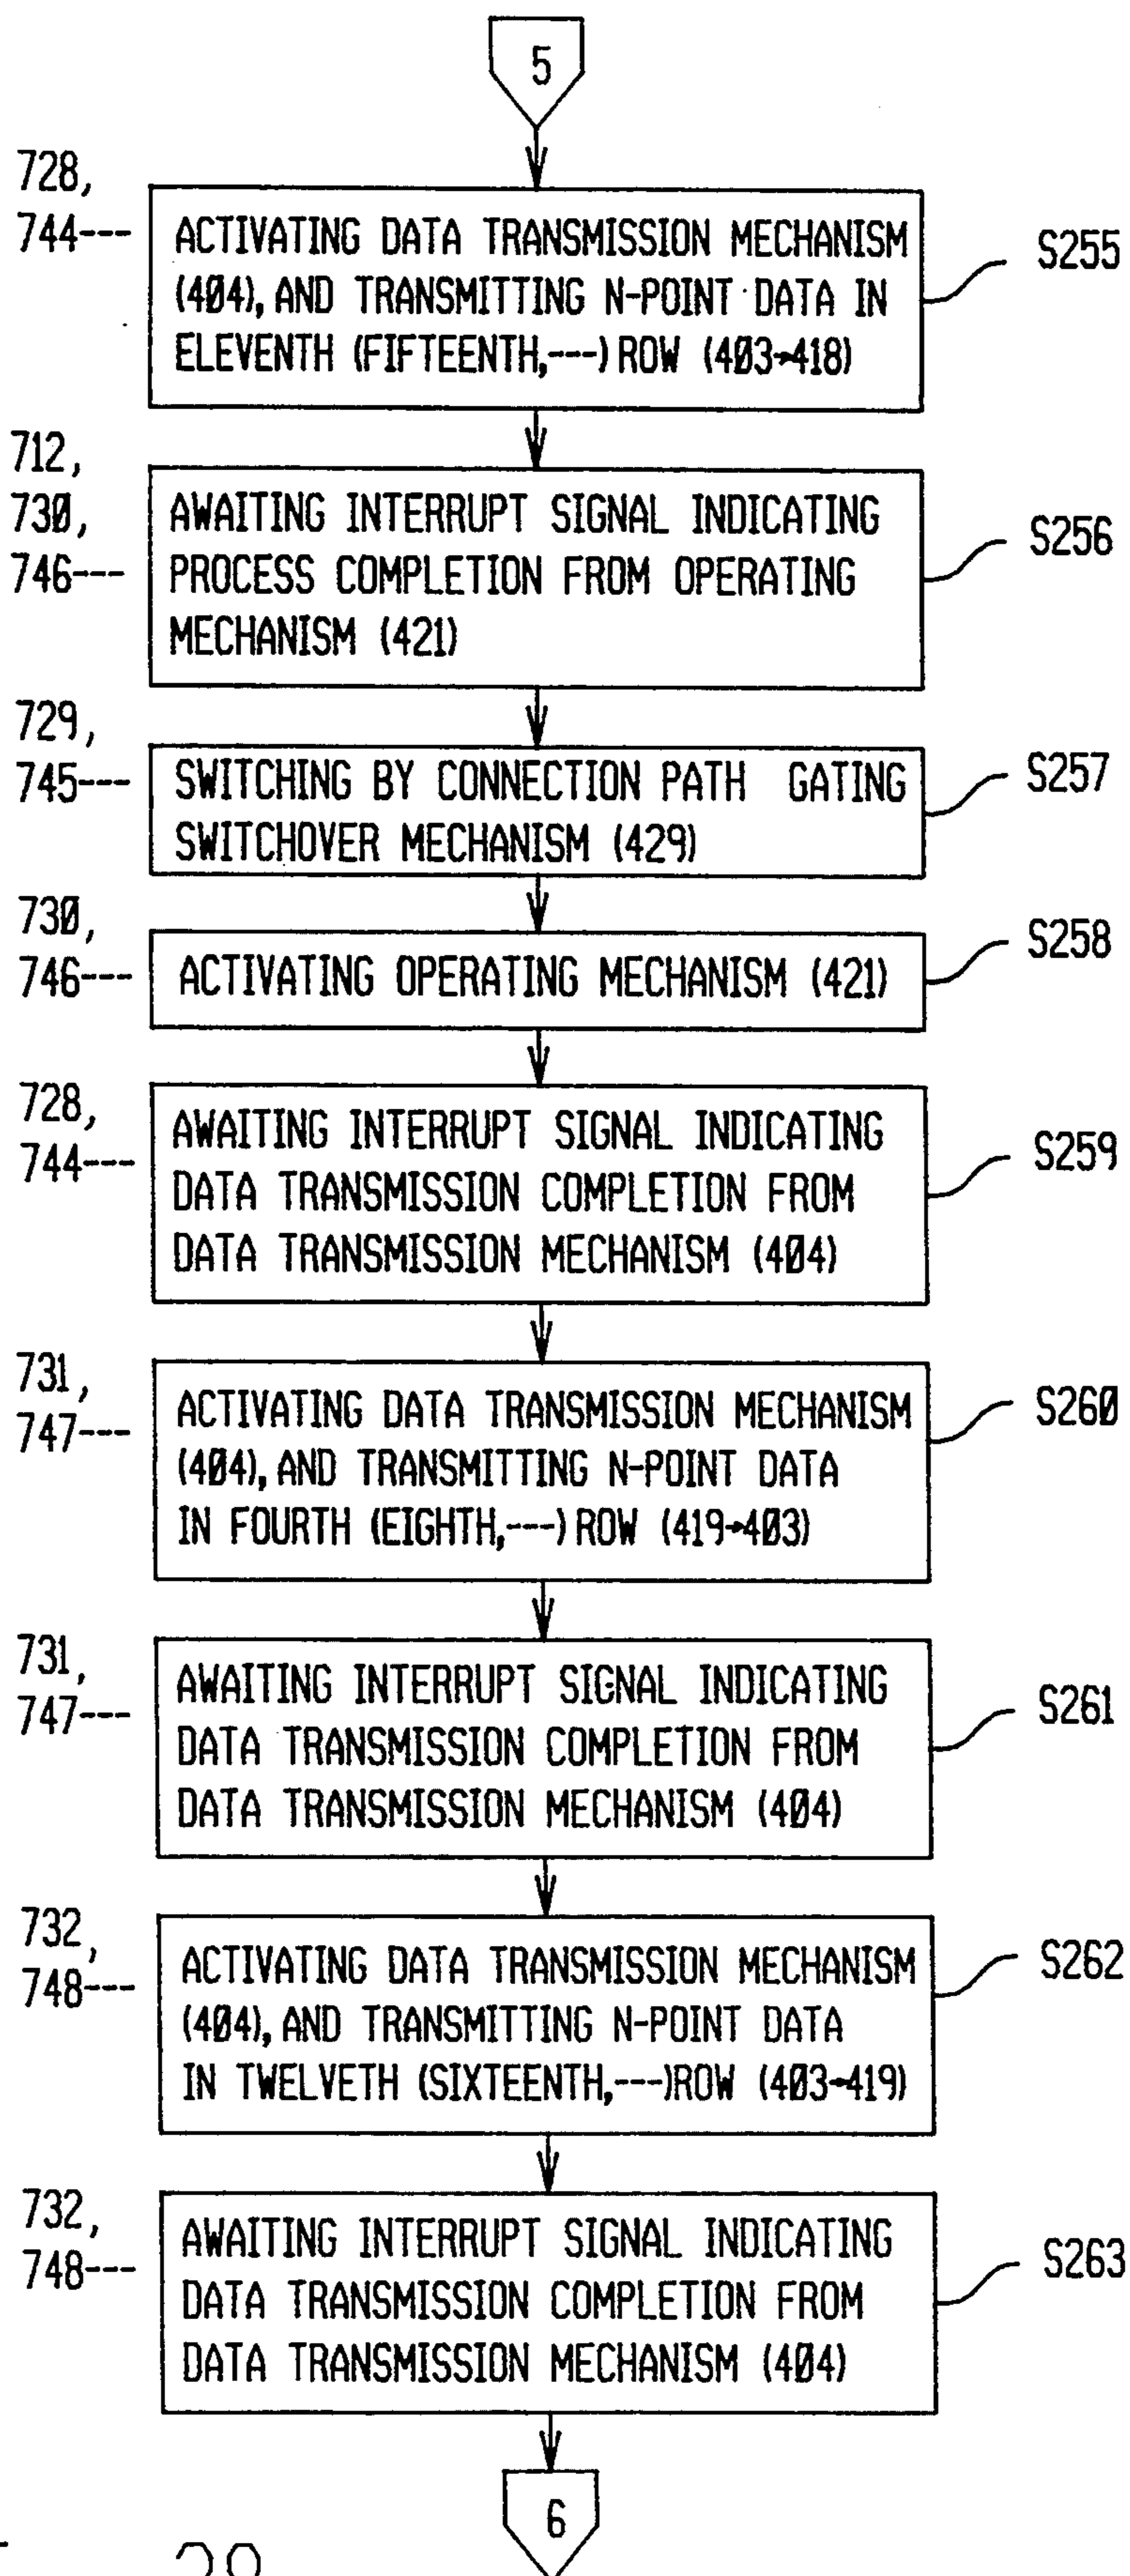 5
728,
744---
ACTIVATING DATA TRANSMISSION MECHANISM
(404), AND TRANSMITTING N-POINT DATA IN
ELEVENTH (FIFTEENTH,---) ROW (403→418)
S255
712,
730,
746---
AWAITING INTERRUPT SIGNAL INDICATING
PROCESS COMPLETION FROM OPERATING
MECHANISM (421)
S256
729,
745---
SWITCHING BY CONNECTION PATH GATING
SWITCHOVER MECHANISM (429)
S257
730,
746---
ACTIVATING OPERATING MECHANISM (421)
S258
728,
744---
AWAITING INTERRUPT SIGNAL INDICATING
DATA TRANSMISSION COMPLETION FROM
DATA TRANSMISSION MECHANISM (404)
S259
731,
747---
ACTIVATING DATA TRANSMISSION MECHANISM
(404), AND TRANSMITTING N-POINT DATA
IN FOURTH (EIGHTH,---) ROW (419→403)
S260
731,
747---
AWAITING INTERRUPT SIGNAL INDICATING
DATA TRANSMISSION COMPLETION FROM
DATA TRANSMISSION MECHANISM (404)
S261
732,
748---
ACTIVATING DATA TRANSMISSION MECHANISM
(404), AND TRANSMITTING N-POINT DATA
IN TWELVETH (SIXTEENTH,---)ROW (403→419)
S262
732,
748---
AWAITING INTERRUPT SIGNAL INDICATING
DATA TRANSMISSION COMPLETION FROM
DATA TRANSMISSION MECHANISM (404)
S263
6